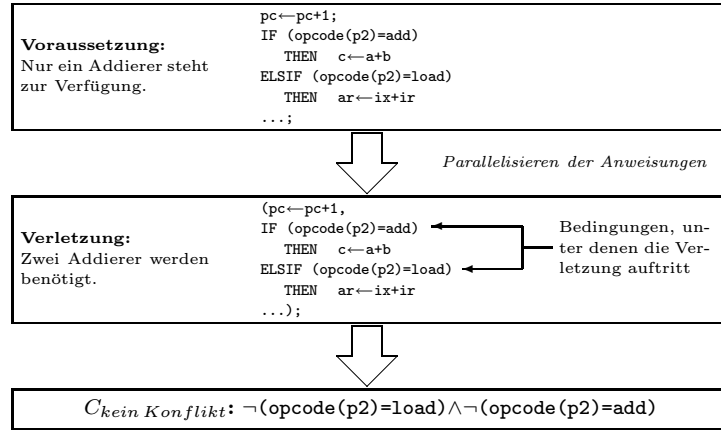 Voraussetzung:
Nur ein Addierer steht
zur Verfügung.
pc←pc+1;
IF (opcode(p2)=add)
THEN c←a+b
ELSIF (opcode(p2)=load)
THEN ar←ix+ir
...;
Parallelisieren der Anweisungen
Verletzung:
Zwei Addierer werden
benötigt.
(pc←pc+1,
IF (opcode(p2)=add)
THEN c←a+b
ELSIF (opcode(p2)=load)
THEN ar←ix+ir
...);
Bedingungen, un-
ter denen die Ver-
letzung auftritt
C kein Konflikt: ¬(opcode(p2)=load)∧¬(opcode(p2)=add)